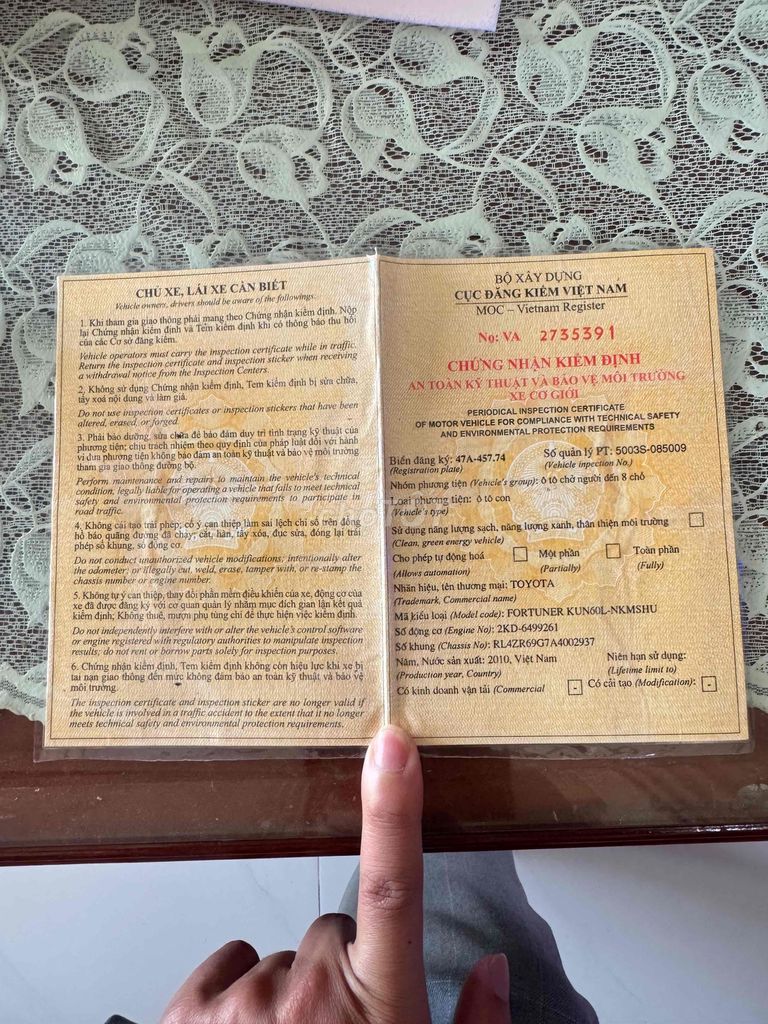 CHỦ XE, LÁI XE CẦN BIẾT
Vehicle owners, drivers should be aware of the followings.
1. Khi tham gia giao thông phải mang theo Chứng nhận kiểm định. Nộp
lại Chứng nhận kiểm định và Tem kiểm định khi có thông báo thu hồi
của các Cơ sở đăng kiểm.
Vehicle operators must carry the inspection certificate while in traffic.
Return the inspection certificate and inspection sticker when receiving
a withdrawal notice from the Inspection Centers.
2. Không sử dụng Chứng nhận kiểm định, Tem kiểm định bị sửa chữa,
tẩy xoá nội dung và làm giả.
Do not use inspection certificates or inspection stickers that have been
altered, erased, or forged.
3. Phải bảo dưỡng, sửa chữa để bảo đảm duy trì tình trạng kỹ thuật của
phương tiện; chịu trách nhiệm theo quy định của pháp luật đối với hành
vi đưa phương tiện không bảo đảm an toàn kỹ thuật và bảo vệ môi trường
tham gia giao thông đường bộ.
Perform maintenance and repairs to maintain the vehicle's technical
condition, legally liable for operating a vehicle that fails to meet technical
safety and environmental protection requirements to participate in
road traffic.
4. Không cải tạo trái phép; cố ý can thiệp làm sai lệch chỉ số trên đồng
hồ báo quãng đường đã chạy; cắt, hàn, tẩy xóa, đục sửa, đóng lại trái
phép số khung, số động cơ.
Do not conduct unauthorized vehicle modifications; intentionally alter
the odometer; or illegally cut, weld, erase, tamper with, or re-stamp the
chassis number or engine number.
5. Không tự ý can thiệp, thay đổi phần mềm điều khiển của xe, động cơ của
xe đã được đăng ký với cơ quan quản lý nhằm mục đích gian lận kết quả
kiểm định; Không thuê, mượn phụ tùng chỉ để thực hiện việc kiểm định.
Do not independently interfere with or alter the vehicle's control software
or engine registered with regulatory authorities to manipulate inspection
results; do not rent or borrow parts solely for inspection purposes.
6. Chứng nhận kiểm định, Tem kiểm định không còn hiệu lực khi xe bị
tai nạn giao thông đến mức không đảm bảo an toàn kỹ thuật và bảo vệ
môi trường.
The inspection certificate and inspection sticker are no longer valid if
the vehicle is involved in a traffic accident to the extent that it no longer
meets technical safety and environmental protection requirements.
BỘ XÂY DỰNG
CỤC ĐĂNG KIỂM VIỆT NAM
MOC – Vietnam Register
No: VA 2735391
CHỨNG NHẬN KIỂM ĐỊNH
AN TOÀN KỸ THUẬT VÀ BẢO VỆ MÔI TRƯỜNG
XE CƠ GIỚI
PERIODICAL INSPECTION CERTIFICATE
OF MOTOR VEHICLE FOR COMPLIANCE WITH TECHNICAL SAFETY
AND ENVIRONMENTAL PROTECTION REQUIREMENTS
Biển đăng ký: 47A-457.74 Số quản lý PT: 5003S-085009
(Registration plate) (Vehicle inpection No.)
Nhóm phương tiện (Vehicle's group): ô tô chở người đến 8 chỗ
Loại phương tiện: ô tô con
(Vehicle's type)
Sử dụng năng lượng sạch, năng lượng xanh, thân thiện môi trường
(Clean, green energy vehicle)
Cho phép tự động hoá Một phần Toàn phần
(Allows automation) (Partially) (Fully)
Nhãn hiệu, tên thương mại: TOYOTA
(Trademark, Commercial name)
Mã kiểu loại (Model code): FORTUNER KUN60L-NKMSHU
Số động cơ (Engine No): 2KD-6499261
Số khung (Chassis No): RL4ZR69G7A4002937
Năm, Nước sản xuất: 2010, Việt Nam Niên hạn sử dụng:
(Production year, Country) (Lifetime limit to)
Có kinh doanh vận tải (Commercial - Có cải tạo (Modification): -